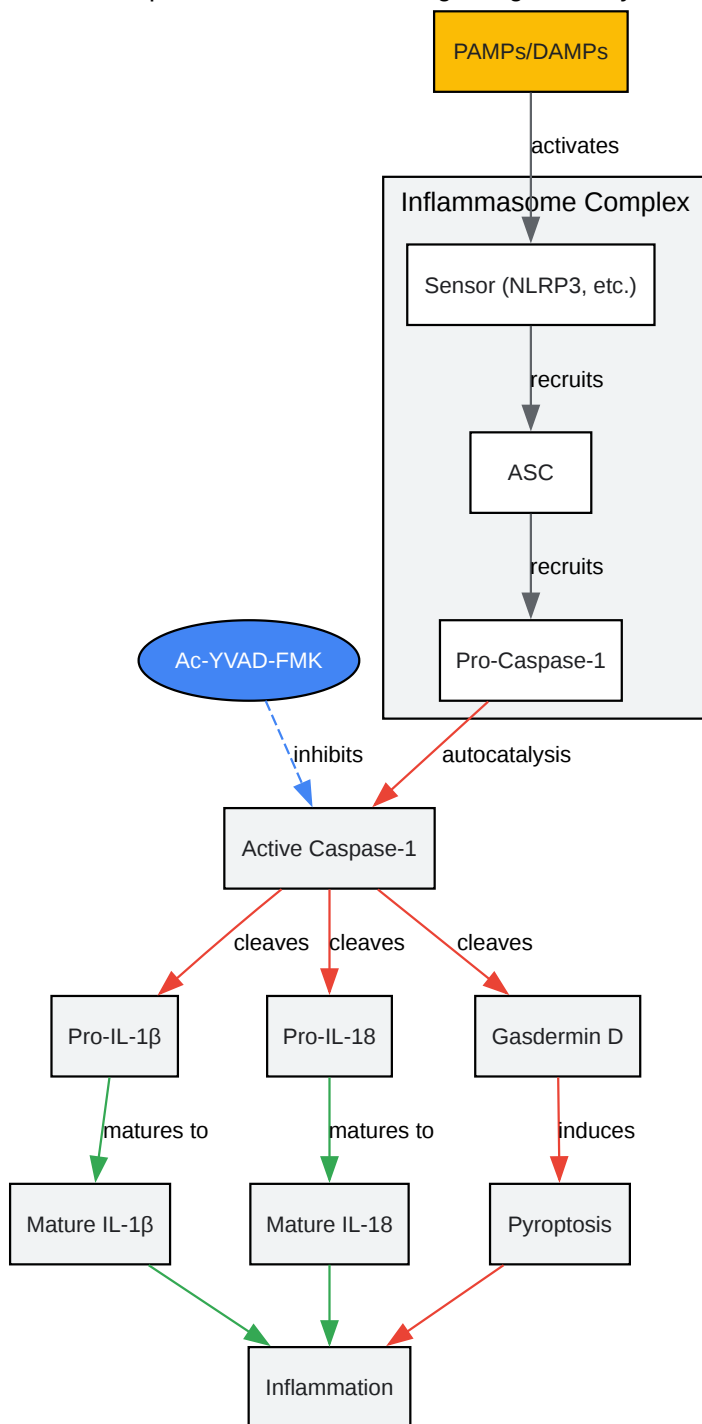 PAMPs/DAMPs
activates
Inflammasome Complex
Sensor (NLRP3, etc.)
recruits
ASC
recruits
Ac-YVAD-FMK
Pro-Caspase-1
inhibits
autocatalysis
Active Caspase-1
cleaves
cleaves
cleaves
Pro-IL-1β
Pro-IL-18
Gasdermin D
matures to
matures to
induces
Mature IL-1β
Mature IL-18
Pyroptosis
Inflammation